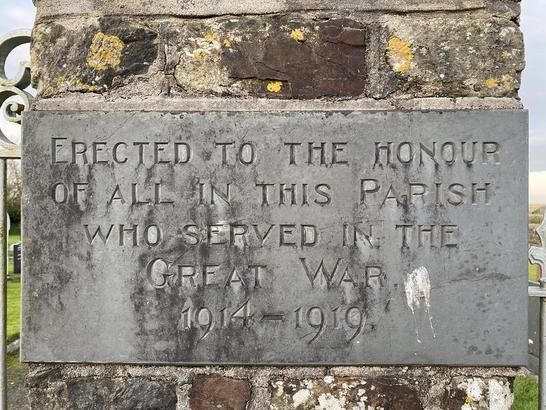 ERECTED TO THE HONOUR
OF ALL IN THIS PARISH
WHO SERVED IN THE
GREAT WAR
1914-1919.